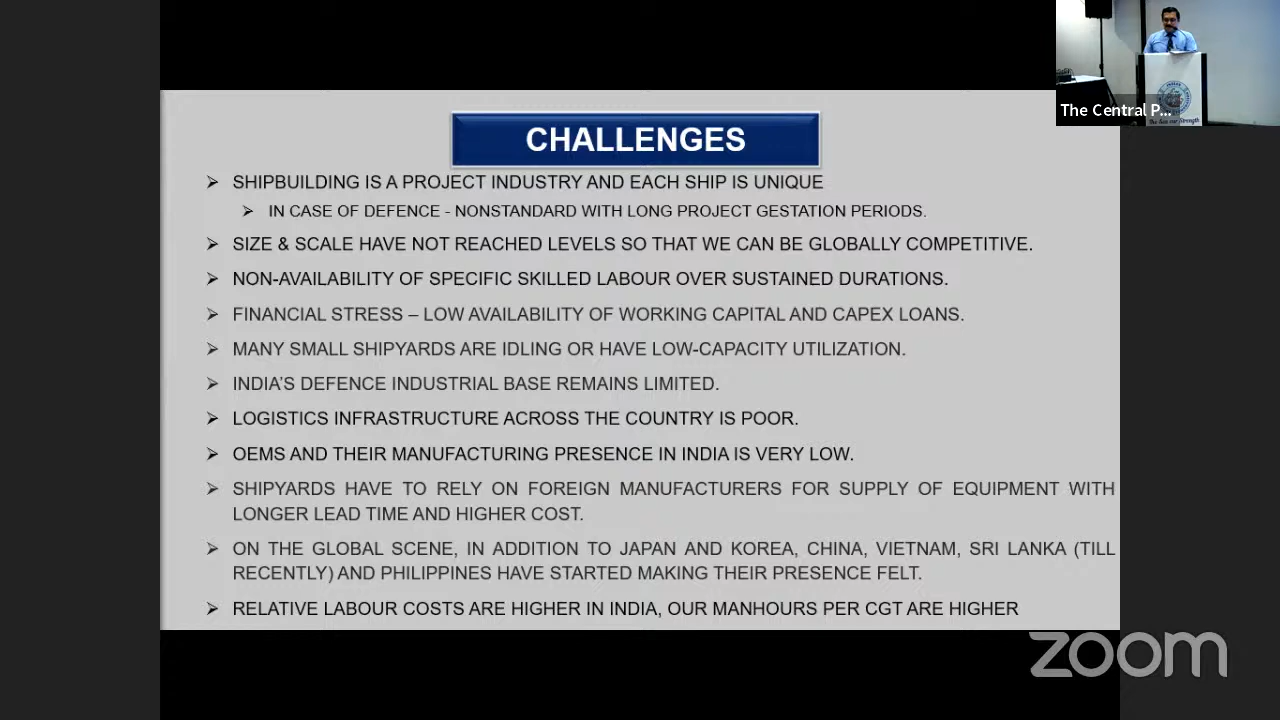 The Central P...
CHALLENGES
➢ SHIPBUILDING IS A PROJECT INDUSTRY AND EACH SHIP IS UNIQUE
➢ IN CASE OF DEFENCE - NONSTANDARD WITH LONG PROJECT GESTATION PERIODS.
➢ SIZE & SCALE HAVE NOT REACHED LEVELS SO THAT WE CAN BE GLOBALLY COMPETITIVE.
➢ NON-AVAILABILITY OF SPECIFIC SKILLED LABOUR OVER SUSTAINED DURATIONS.
➢ FINANCIAL STRESS – LOW AVAILABILITY OF WORKING CAPITAL AND CAPEX LOANS.
➢ MANY SMALL SHIPYARDS ARE IDLING OR HAVE LOW-CAPACITY UTILIZATION.
➢ INDIA'S DEFENCE INDUSTRIAL BASE REMAINS LIMITED.
➢ LOGISTICS INFRASTRUCTURE ACROSS THE COUNTRY IS POOR.
➢ OEMS AND THEIR MANUFACTURING PRESENCE IN INDIA IS VERY LOW.
➢ SHIPYARDS HAVE TO RELY ON FOREIGN MANUFACTURERS FOR SUPPLY OF EQUIPMENT WITH
LONGER LEAD TIME AND HIGHER COST.
➢ ON THE GLOBAL SCENE, IN ADDITION TO JAPAN AND KOREA, CHINA, VIETNAM, SRI LANKA (TILL
RECENTLY) AND PHILIPPINES HAVE STARTED MAKING THEIR PRESENCE FELT.
➢ RELATIVE LABOUR COSTS ARE HIGHER IN INDIA, OUR MANHOURS PER CGT ARE HIGHER
zoom